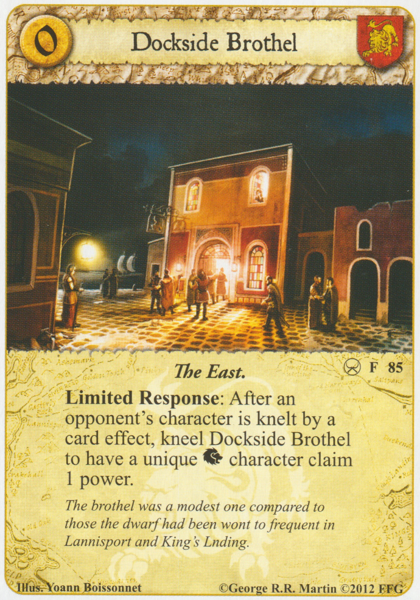 0
Dockside Brothel
The East.
F 85
Limited Response: After an
opponent's character is knelt by a
card effect, kneel Dockside Brothel
to have a unique character claim
1 power.
The brothel was a modest one compared to
those the dwarf had been wont to frequent in
Lannisport and King's Lnding.
Illus. Yoann Boissonnet
©George R.R. Martin ©2012 FFG